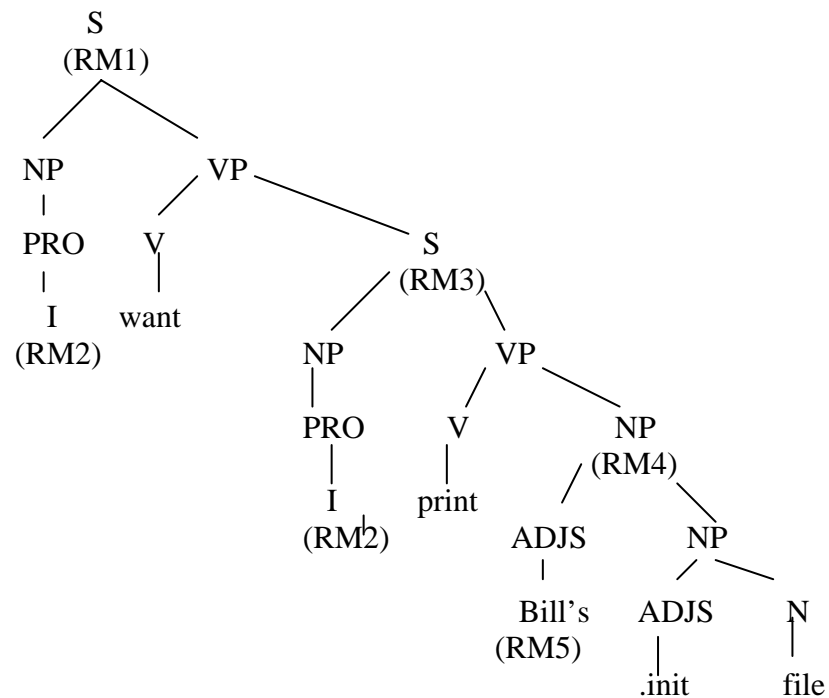 S
(RM1)
NP VP
PRO V S
(RM3)
I want
(RM2) NP VP
PRO V NP
(RM4)
I print
(RM2) ADJS NP
Bill's ADJS N
(RM5)
.init file